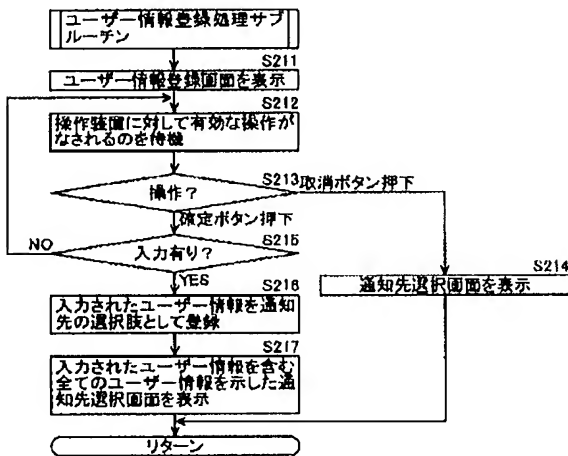 ユーザー情報登録処理サブ
ルーチン
S211
ユーザー情報登録画面を表示
S212
操作装置に対して有効な操作が
なされるのを待機
S213
取消ボタン押下
操作？
確定ボタン押下
S215
NO
入力有り？
YES
S214
通知先選択画面を表示
S216
入力されたユーザー情報を通知
先の選択肢として登録
S217
入力されたユーザー情報を含む
全てのユーザー情報を示した通
知先選択画面を表示
リターン